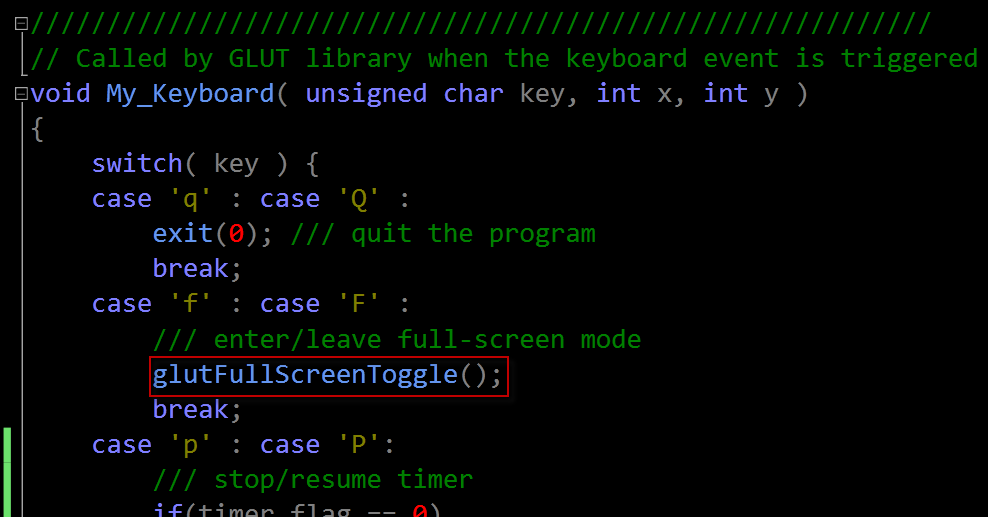 ///////////////////////////////////////////////////////////
// Called by GLUT library when the keyboard event is triggered
void My_Keyboard( unsigned char key, int x, int y )
{
switch( key ) {
case 'q' : case 'Q' :
exit(0); /// quit the program
break;
case 'f' : case 'F' :
/// enter/leave full-screen mode
glutFullScreenToggle();
break;
case 'p' : case 'P':
/// stop/resume timer
if(timer_flag == 0)